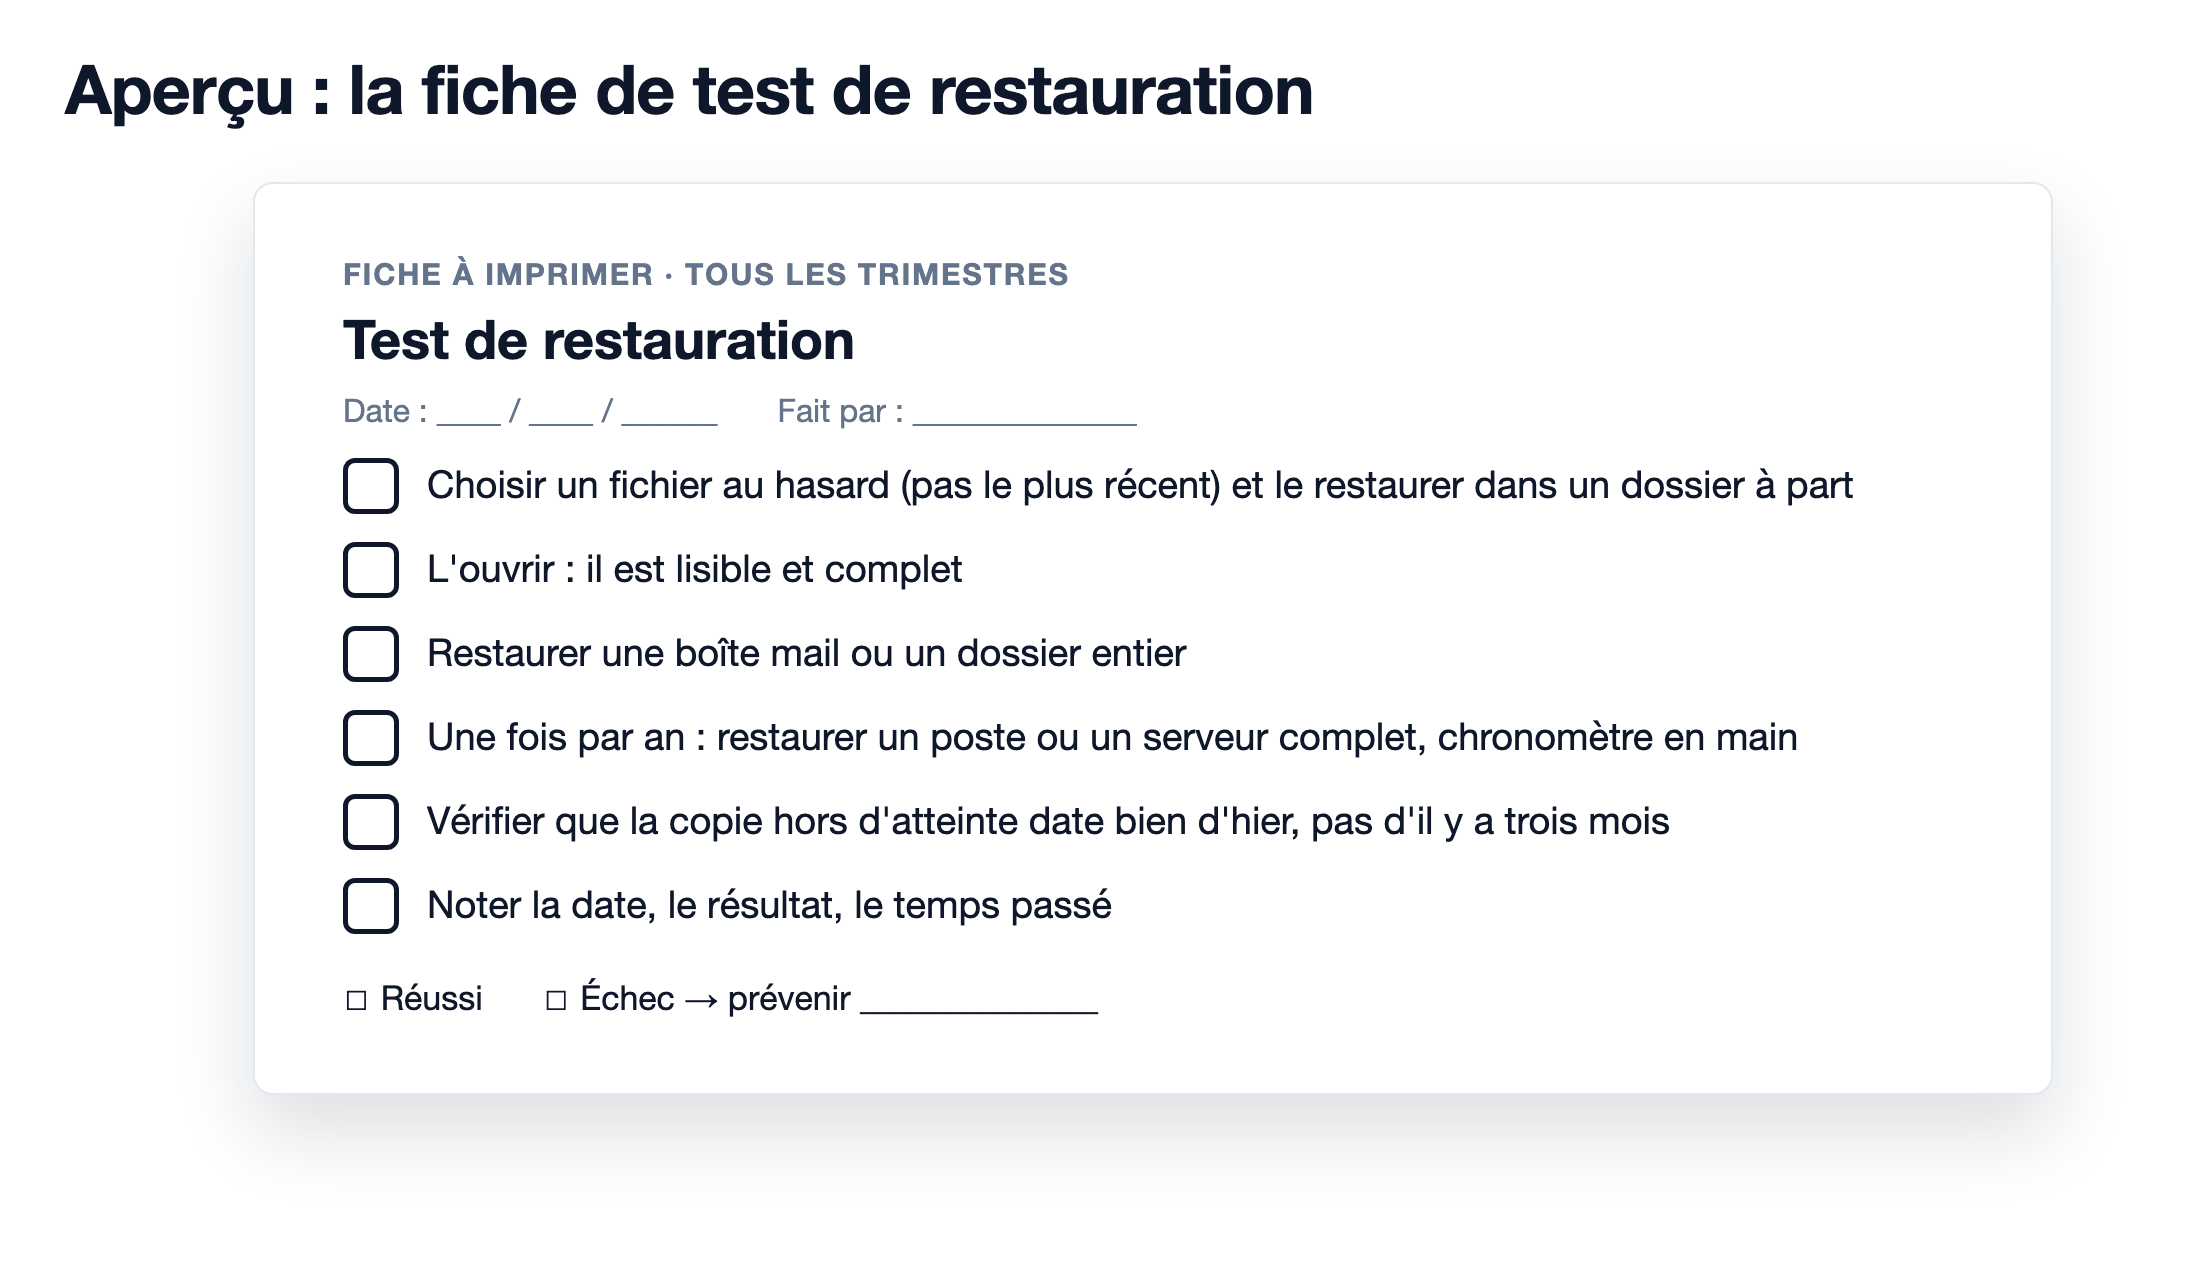 Aperçu : la fiche de test de restauration
FICHE À IMPRIMER · TOUS LES TRIMESTRES
Test de restauration
Date : ____ / ____ / ______ Fait par : ______________
Choisir un fichier au hasard (pas le plus récent) et le restaurer dans un dossier à part
L'ouvrir : il est lisible et complet
Restaurer une boîte mail ou un dossier entier
Une fois par an : restaurer un poste ou un serveur complet, chronomètre en main
Vérifier que la copie hors d'atteinte date bien d'hier, pas d'il y a trois mois
Noter la date, le résultat, le temps passé
☐ Réussi ☐ Échec → prévenir ______________